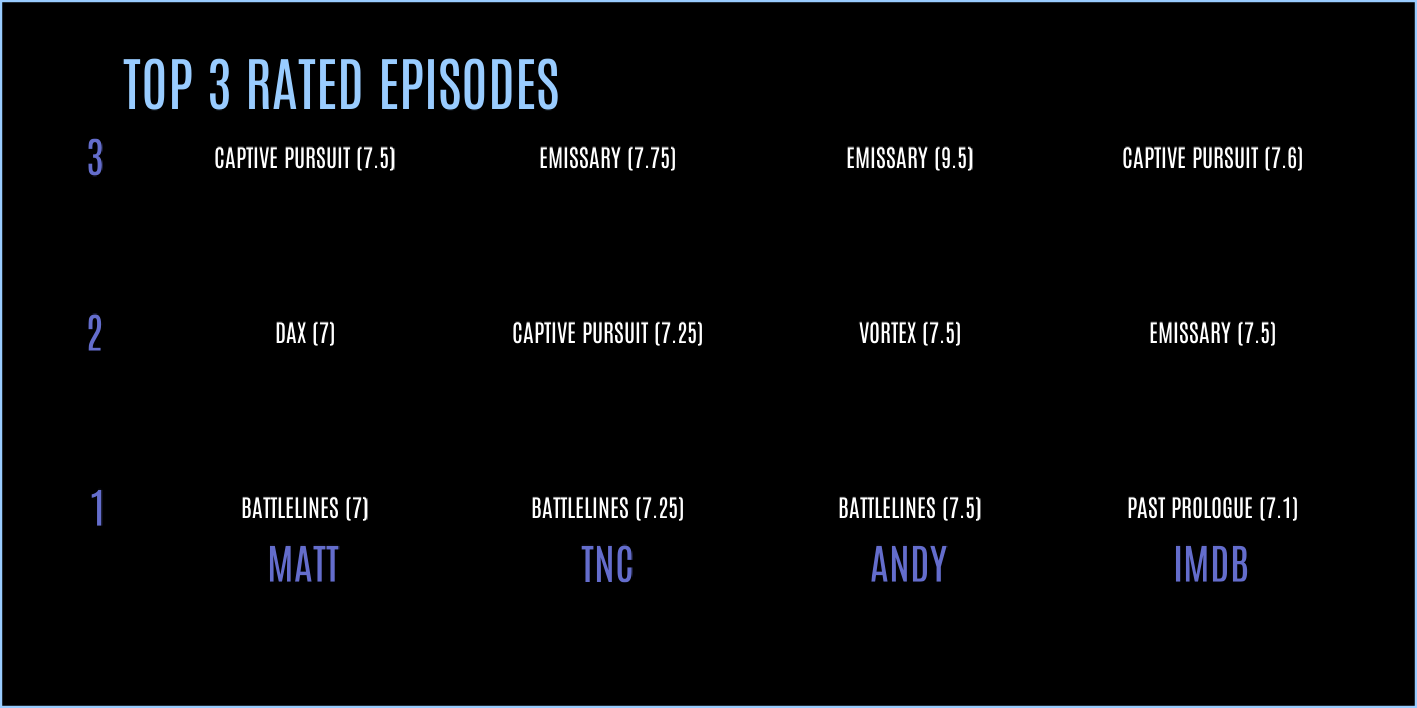 TOP 3 RATED EPISODES
3 CAPTIVE PURSUIT (7.5) EMISSARY (7.75) EMISSARY (9.5) CAPTIVE PURSUIT (7.6)
2 DAX (7) CAPTIVE PURSUIT (7.25) VORTEX (7.5) EMISSARY (7.5)
1 BATTLELINES (7) BATTLELINES (7.25) BATTLELINES (7.5) PAST PROLOGUE (7.1)
MATT TNC ANDY IMDB